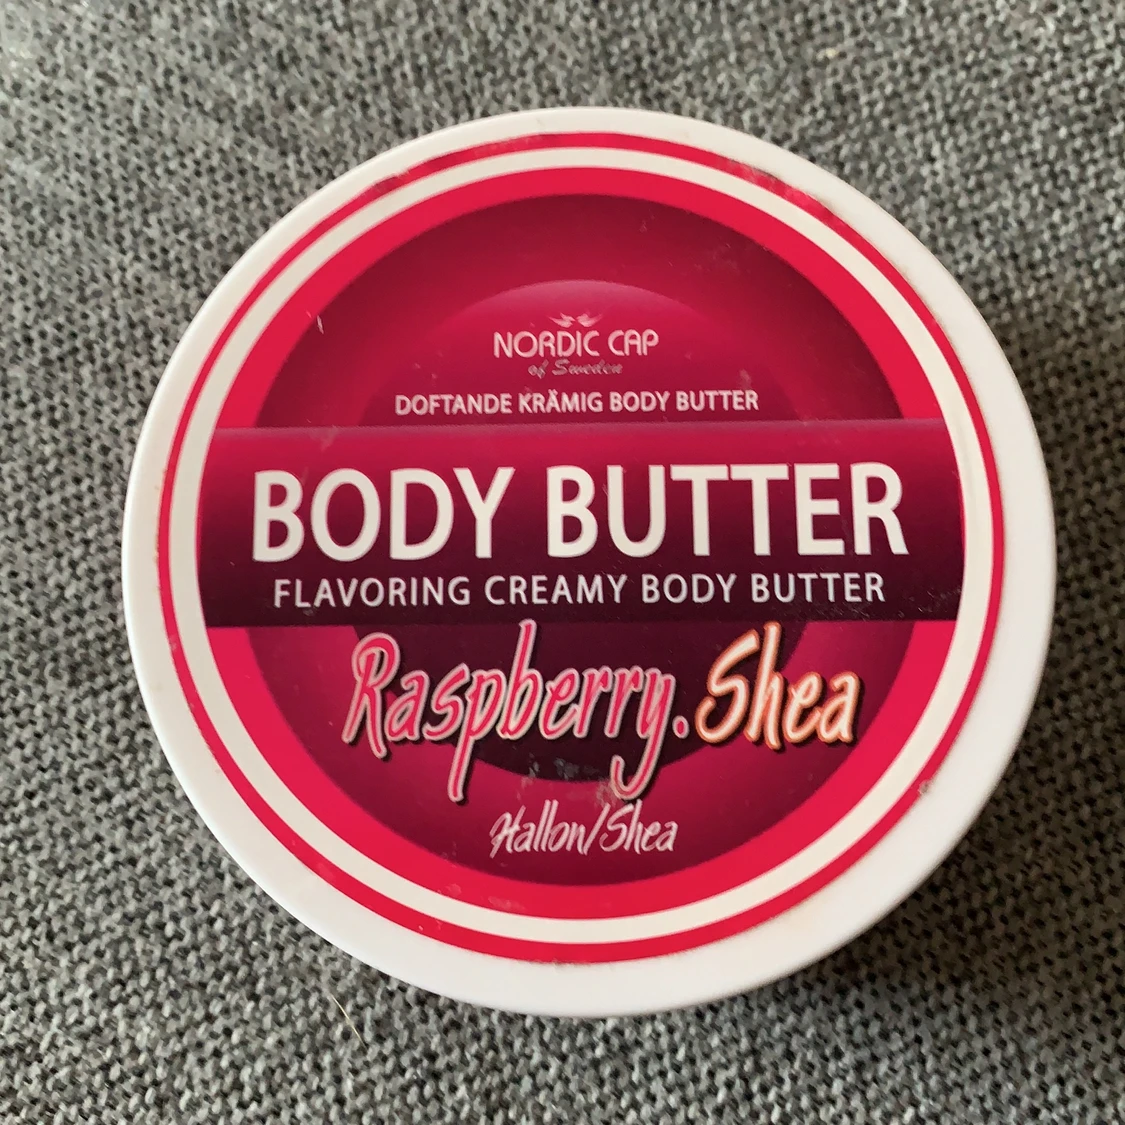 NORDIC CAP
of Sweden
DOFTANDE KRÄMIG BODY BUTTER
BODY BUTTER
FLAVORING CREAMY BODY BUTTER
Raspberry.Shea
Hallon/Shea